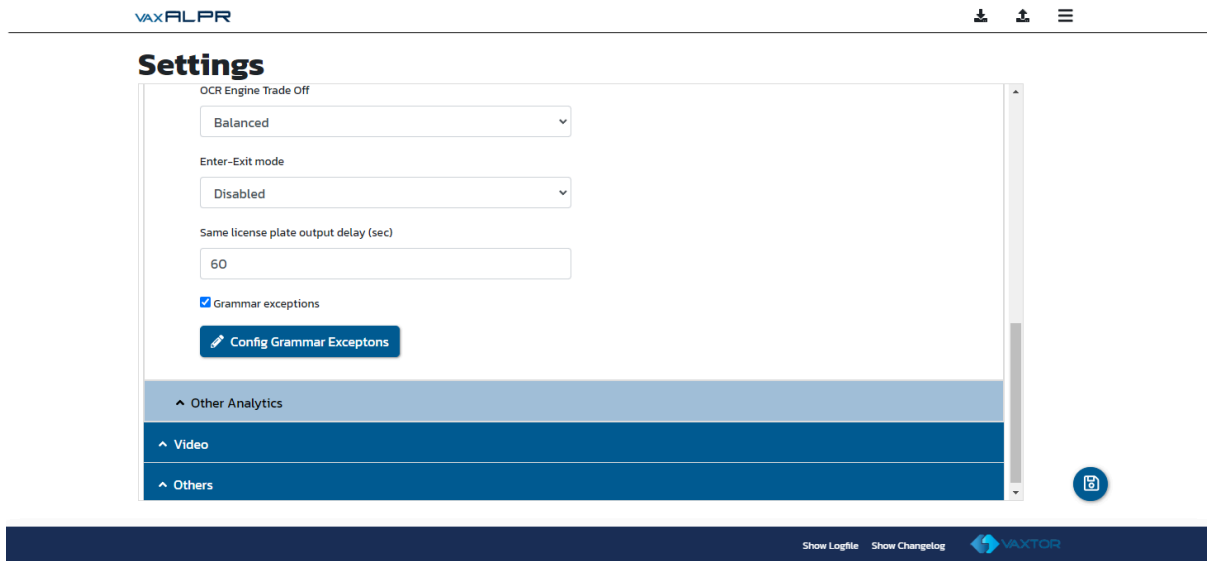 VAXALPR
Settings
OCR Engine Trade Off
Balanced
Enter-Exit mode
Disabled
Same license plate output delay (sec)
60
Grammar exceptions
Config Grammar Exceptons
Other Analytics
Video
Others
Show Logfile Show Changelog VAXTOR